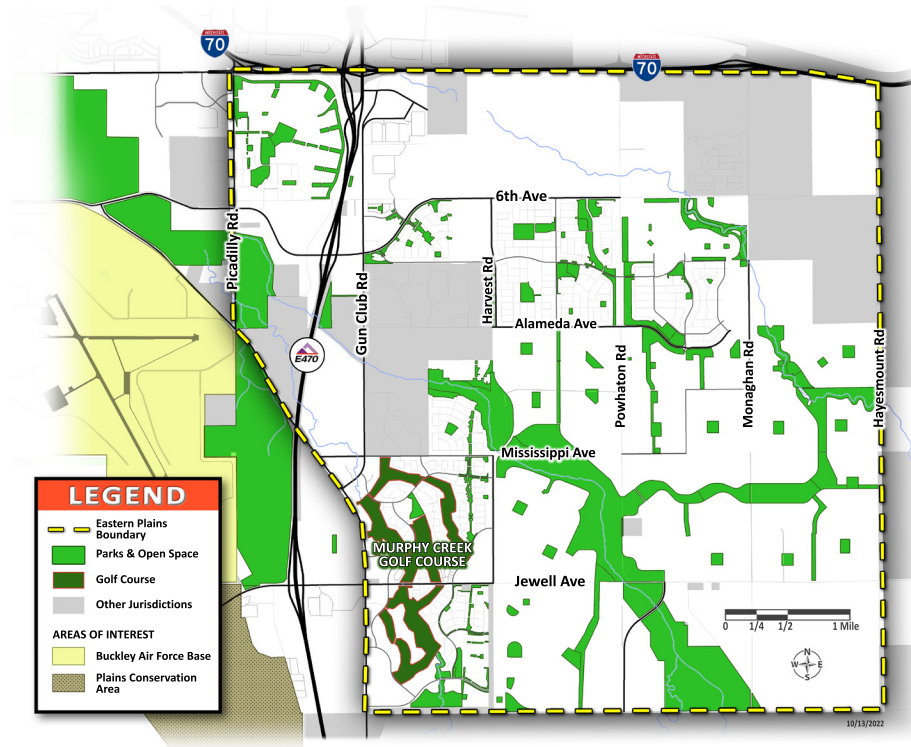 INTERSTATE
70
INTERSTATE
70
6th Ave
Picadilly Rd.
Gun Club Rd
Harvest Rd
Alameda Ave
E470
Powhaton Rd
Monaghan Rd
Hayesmount Rd
Mississippi Ave
MURPHY CREEK
GOLF COURSE
Jewell Ave
LEGEND
Eastern Plains
Boundary
Parks & Open Space
Golf Course
Other Jurisdictions
AREAS OF INTEREST
Buckley Air Force Base
Plains Conservation
Area
0 1/4 1/2 1 Mile
N
W E
S
10/13/2022